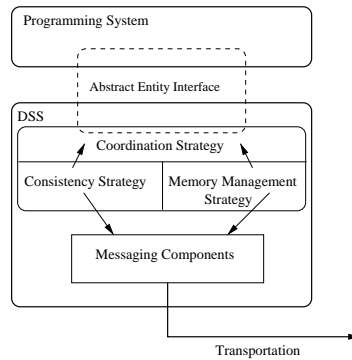 Programming System
Abstract Entity Interface
DSS
Coordination Strategy
Consistency Strategy
Memory Management
Strategy
Messaging Components
Transportation